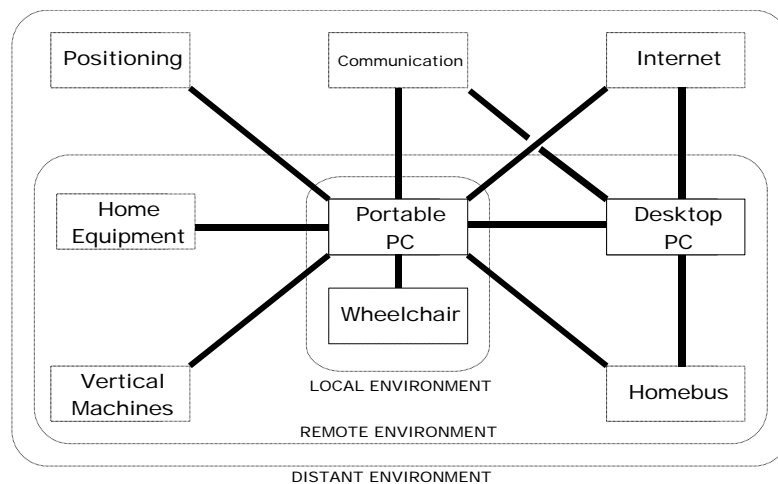 Positioning
Communication
Internet
Home
Equipment
Portable
PC
Desktop
PC
Wheelchair
LOCAL ENVIRONMENT
Vertical
Machines
Homebus
REMOTE ENVIRONMENT
DISTANT ENVIRONMENT